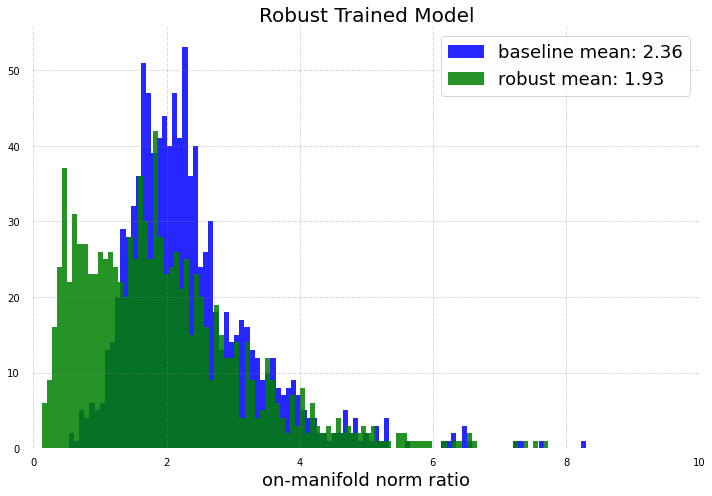 Robust Trained Model
baseline mean: 2.36
robust mean: 1.93
50
40
30
20
10
0
0 2 4 6 8 10
on-manifold norm ratio